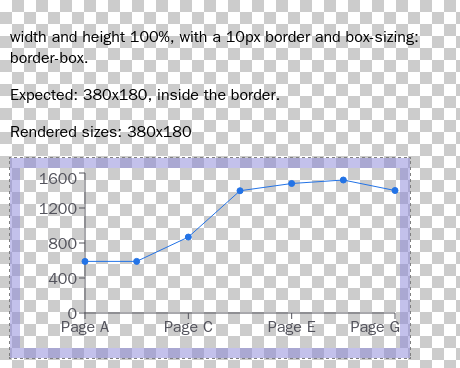 width and height 100%, with a 10px border and box-sizing:
border-box.
Expected: 380x180, inside the border.
Rendered sizes: 380x180
1600
1200
800
400
0
Page A Page C Page E Page G